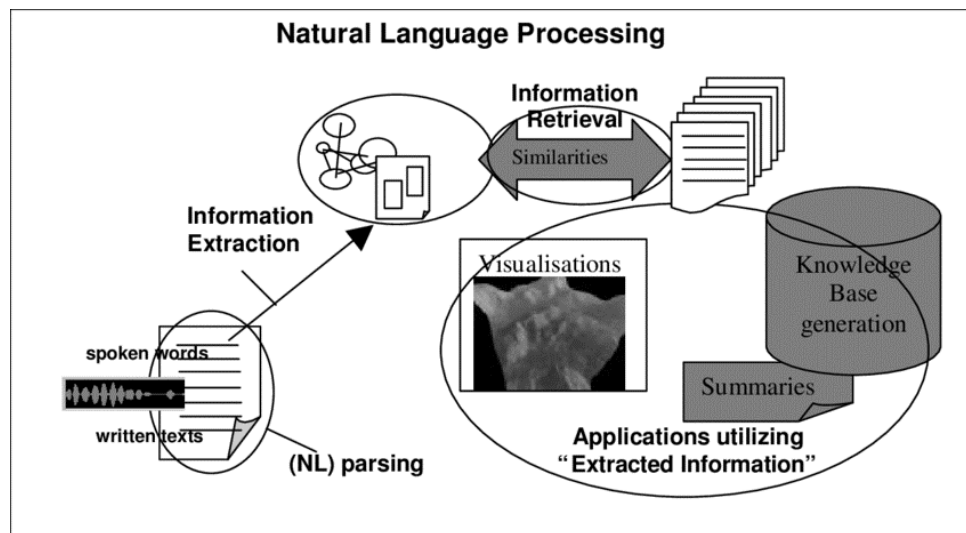 Natural Language Processing
Information
Retrieval
Similarities
Information
Extraction
Visualisations
Knowledge
Base
generation
Summaries
spoken words
written texts
(NL) parsing
Applications utilizing
“Extracted Information”